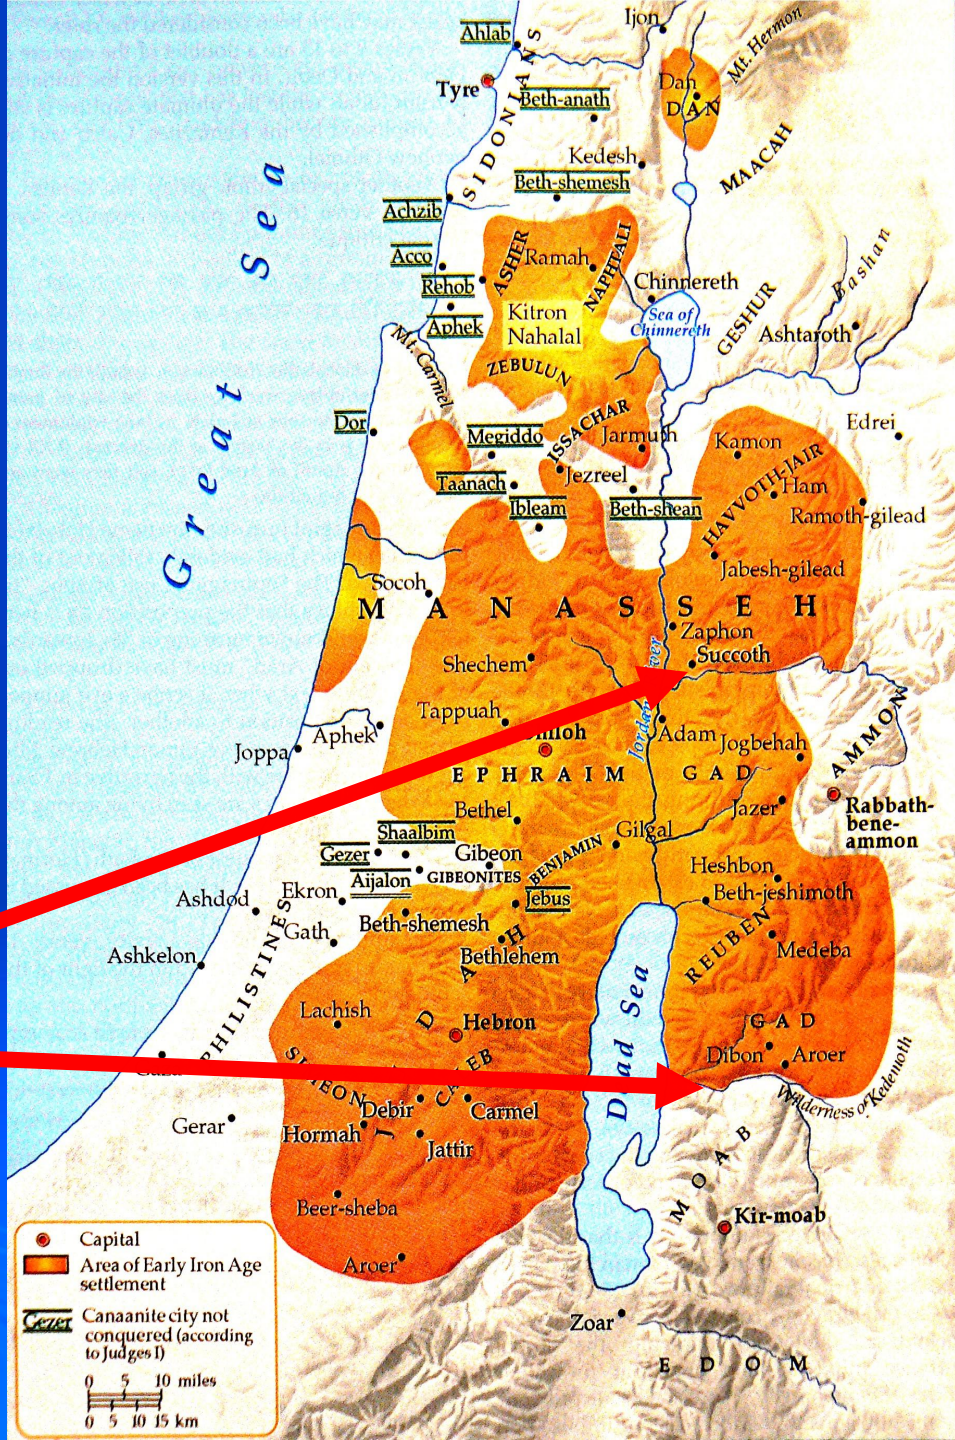 Ijon
Ahlab
Mt. Hermon
Tyre
SIDONIANS
Dan
DAN
Beth-anath
MAACAH
Kedesh
Beth-shemesh
Achzib
Great Sea
Acco
ASHER
Ramah
NAPHTALI
Rehob
Chinnereth
Bashan
Aphek
Kitron
Nahalal
Sea of
Chinnereth
GESHUR
Ashtaroth
Mt. Carmel
ZEBULUN
Dor
Megiddo
ISSACHAR
Jarmuth
Kamon
Edrei
Taanach
Jezreel
HAVVOTH-JAIR
Ham
Ibleam
Beth-shean
Ramoth-gilead
Jabesh-gilead
Socoh
MANASSEH
Zaphon
Succoth
Shechem
Tappuah
Jordan
Adam
Jogbehah
AMMON
Joppa
Aphek
EPHRAIM
GAD
Bethel
Jazer
Rabbath-
bene-
ammon
Shaalbim
Gilgal
Gezer
Gibeon
BENJAMIN
GIBEONITES
Heshbon
Aijalon
Ekron
Beth-jeshimoth
Ashdod
Jebus
Beth-shemesh
Gath
REUBEN
Bethlehem
Medeba
Ashkelon
PHILISTINES
Lachish
JUDAH
Hebron
Dead Sea
GAD
SIMEON
CALEB
Dibon
Aroer
Wilderness of Kedemoth
Debir
Carmel
Gerar
Hormah
Jattir
MOAB
Beer-sheba
Kir-moab
Aroer
Zoar
EDOM
Capital
Area of Early Iron Age
settlement
Gezer
Canaanite city not
conquered (according
to Judges I)
0 5 10 miles
0 5 10 15 km